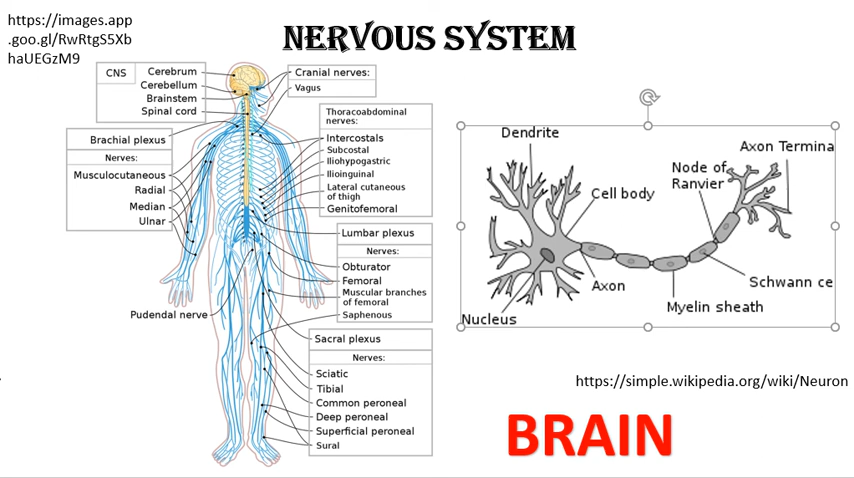 https://images.app
.goo.gl/RwRtgS5Xb
haUEGzM9
NERVOUS SYSTEM
CNS
Cerebrum
Cerebellum
Brainstem
Spinal cord
Cranial nerves:
Vagus
Brachial plexus
Nerves:
Musculocutaneous
Radial
Median
Ulnar
Thoracoabdominal
nerves:
Intercostals
Subcostal
Iliohypogastric
Ilioinguinal
Lateral cutaneous
of thigh
Genitofemoral
Lumbar plexus
Nerves:
Obturator
Femoral
Muscular branches
of femoral
Saphenous
Pudendal nerve
Sacral plexus
Nerves:
Sciatic
Tibial
Common peroneal
Deep peroneal
Superficial peroneal
Sural
Dendrite
Axon Termina
Node of
Ranvier
Cell body
Axon
Schwann ce
Myelin sheath
Nucleus
https://simple.wikipedia.org/wiki/Neuron
BRAIN